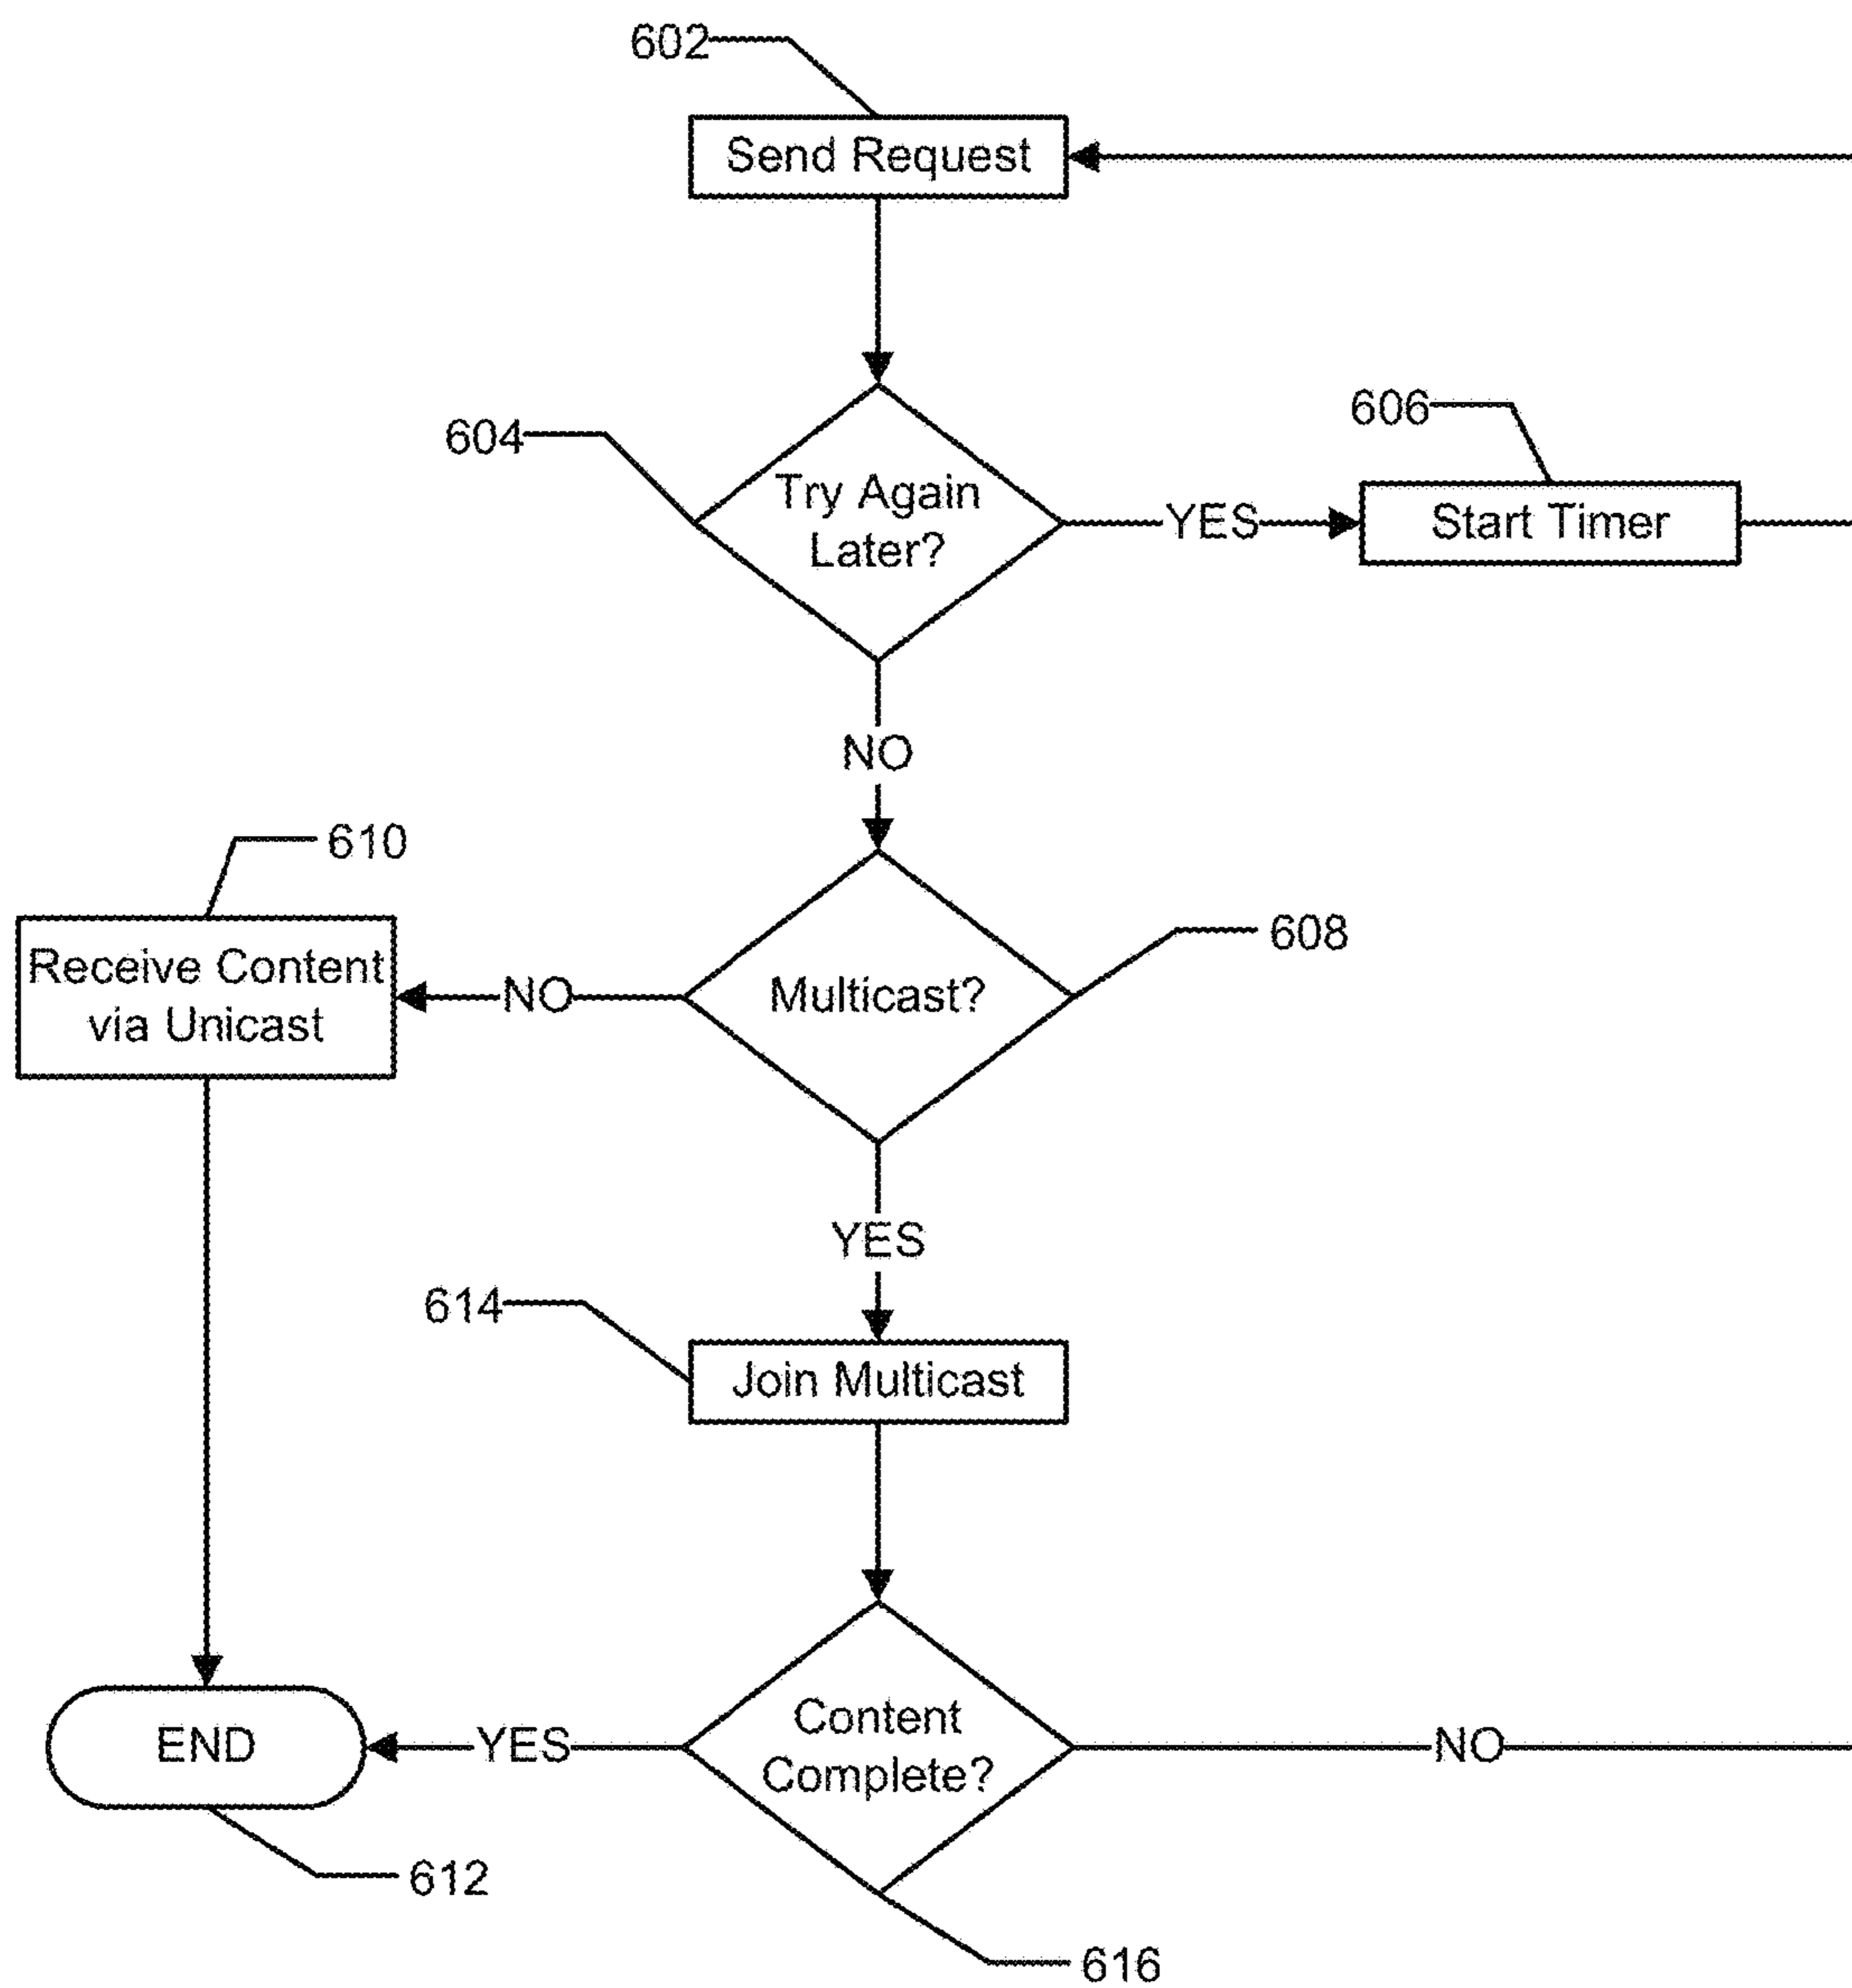 602
Send Request
604
Try Again
Later?
YES
606
Start Timer
NO
610
Receive Content
via Unicast
NO
Multicast?
608
YES
614
Join Multicast
END
YES
Content
Complete?
NO
612
616